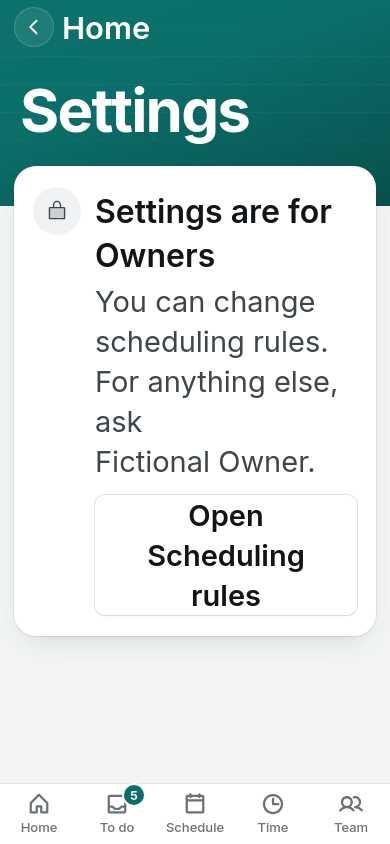 Home
Settings
Settings are for
Owners
You can change
scheduling rules.
For anything else,
ask
Fictional Owner.
Open
Scheduling
rules
5
Home
To do
Schedule
Time
Team